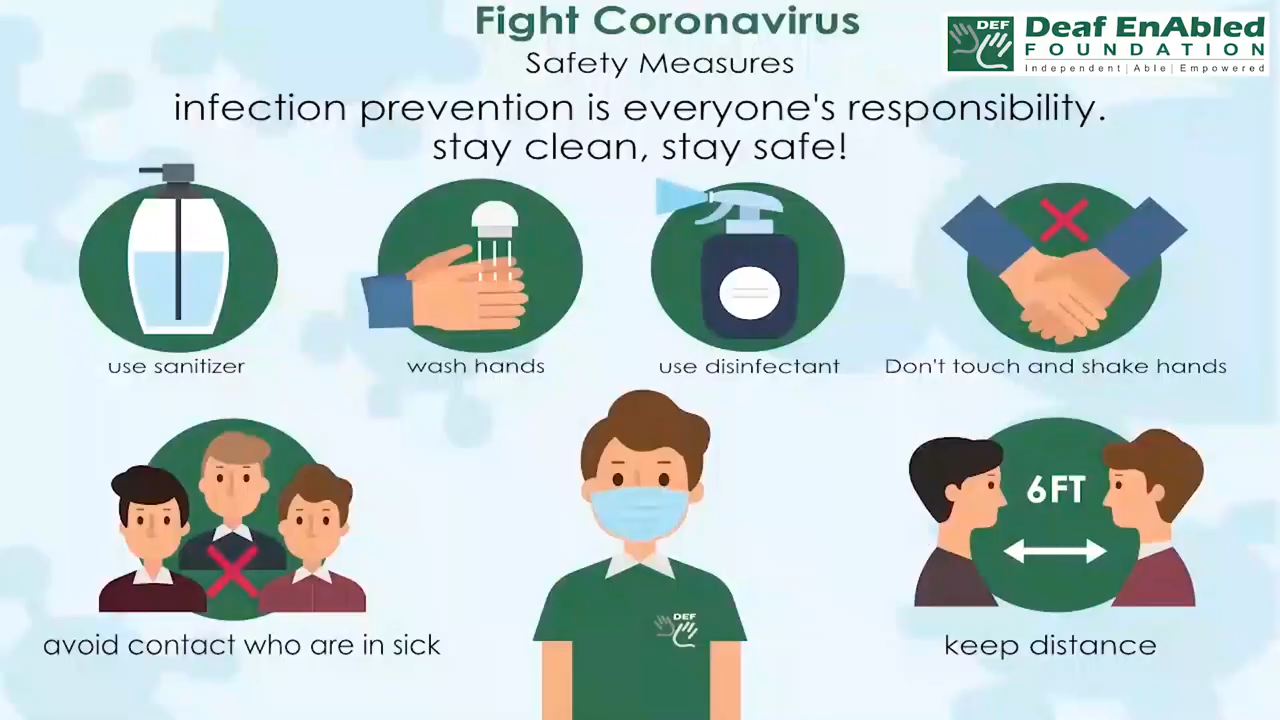 Fight Coronavirus
Safety Measures
DEF
Deaf EnAbled
FOUNDATION
Independent | Able | Empowered
infection prevention is everyone's responsibility.
stay clean, stay safe!
use sanitizer
wash hands
use disinfectant
Don't touch and shake hands
6FT
DEF
avoid contact who are in sick
keep distance